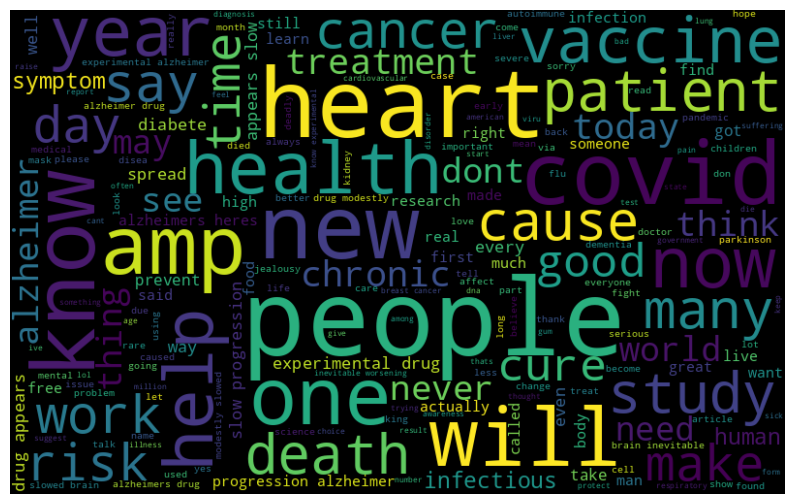 year
cancer
vaccine
well
still
learn
infection
autoimmune
diagnosis
come
liver
lung
bad
hope
month
really
experimental alzheimer
raise
report
feel
severe
sorry
find
read
symptom
say
time
appears slow
treatment
cardiovascular
case
patient
alzheimer drug
heart
deadly
early
american
viru
pandemic
suffering
day
may
diabete
died
always
know experimental
disorder
right
important
start
mean
via
back
today
someone
got
children
medical
mask
please
disea
spread
health
kidney
dont
flu
don
pain
test
state
covid
alzheimer
know
often
look
cant
see
high
better
drug modestly
research
made
alzheimers heres
new
love
cause
doctor
die
think
dementia
parkinson
government
amp
real
every
first
tell
much
good
everyone
fight
now
keep
prevent
said
jealousy
food
chronic
something
age
due
using
rare
caused
way
thing
help
life
care
breast cancer
affect
dna
part
believe
long
thank
gum
serious
called
body
change
treat
become
lot
many
world
live
great
want
slow progression
people
give
among
thats
experimental drug
less
cure
ive
going
million
mental
lol
issue
free
problem
let
inevitable worsening
awareness
trying
one
never
actually
thought
even
study
article
sick
drug appears
work
suggest
talk
name
illness
modestly slowed
science
choice
king
result
will
need
human
brain inevitable
risk
yes
used
death
infectious
take
cell
man
make
protect
respiratory
form
show
found
slowed brain
alzheimers drug
progression alzheimer
number